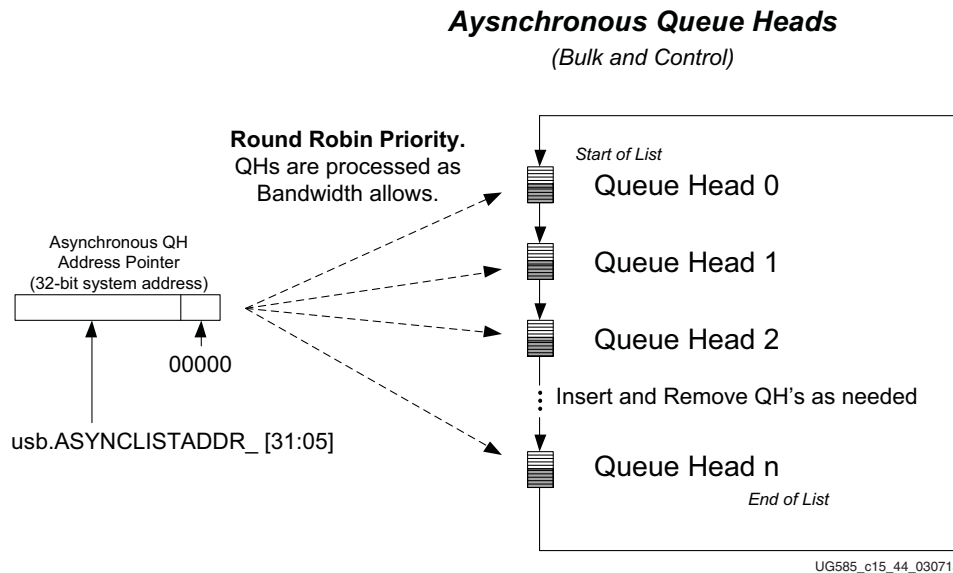 Aysnchronous Queue Heads
(Bulk and Control)
Round Robin Priority.
QHs are processed as
Bandwidth allows.
Start of List
Queue Head 0
Asynchronous QH
Address Pointer
(32-bit system address)
Queue Head 1
Queue Head 2
00000
Insert and Remove QH's as needed
usb.ASYNCLISTADDR_ [31:05]
Queue Head n
End of List
UG585_c15_44_03071